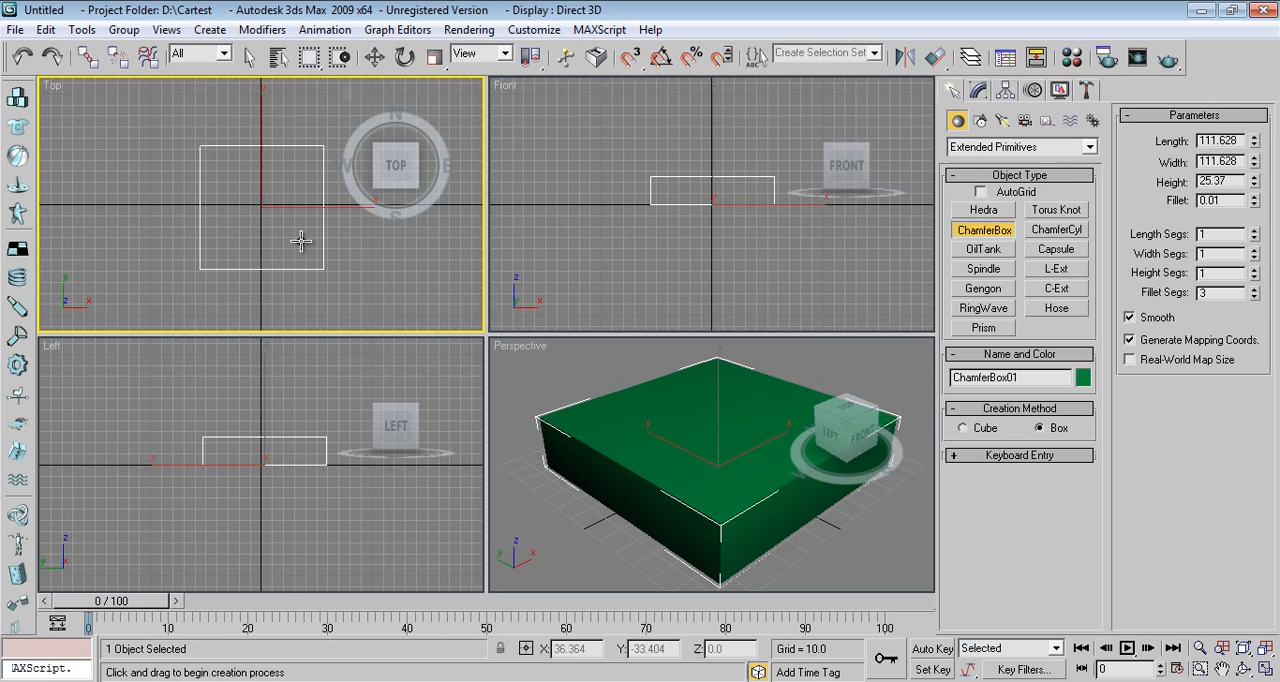 Untitled - Project Folder: D:\Cartest - Autodesk 3ds Max 2009 x64 - Unregistered Version - Display : Direct 3D
File Edit Tools Group Views Create Modifiers Animation Graph Editors Rendering Customize MAXScript Help
All View Create Selection Set
Top
N
W
E
S
TOP
y
x
y
z x
Front
FRONT
y
x
z
x
Parameters
Length: 111.628
Width: 111.628
Height: 25.37
Fillet: 0.01
Length Segs: 1
Width Segs: 1
Height Segs: 1
Fillet Segs: 3
Smooth
Generate Mapping Coords.
Real-World Map Size
Extended Primitives
- Object Type
AutoGrid
Hedra Torus Knot
ChamferBox ChamferCyl
OilTank Capsule
Spindle L-Ext
Gengon C-Ext
RingWave Hose
Prism
- Name and Color
ChamferBox01
- Creation Method
Cube Box
+ Keyboard Entry
Left
LEFT
y
x
z
y x
Perspective
z
TOP
LEFT FRONT
y x
z
y x
< 0 / 100 >
0 10 20 30 40 50 60 70 80 90 100
1 Object Selected X: 36.364 Y: -33.404 Z: 0.0 Grid = 10.0 Auto Key Selected
AXScript. Click and drag to begin creation process Add Time Tag Set Key Key Filters... 0